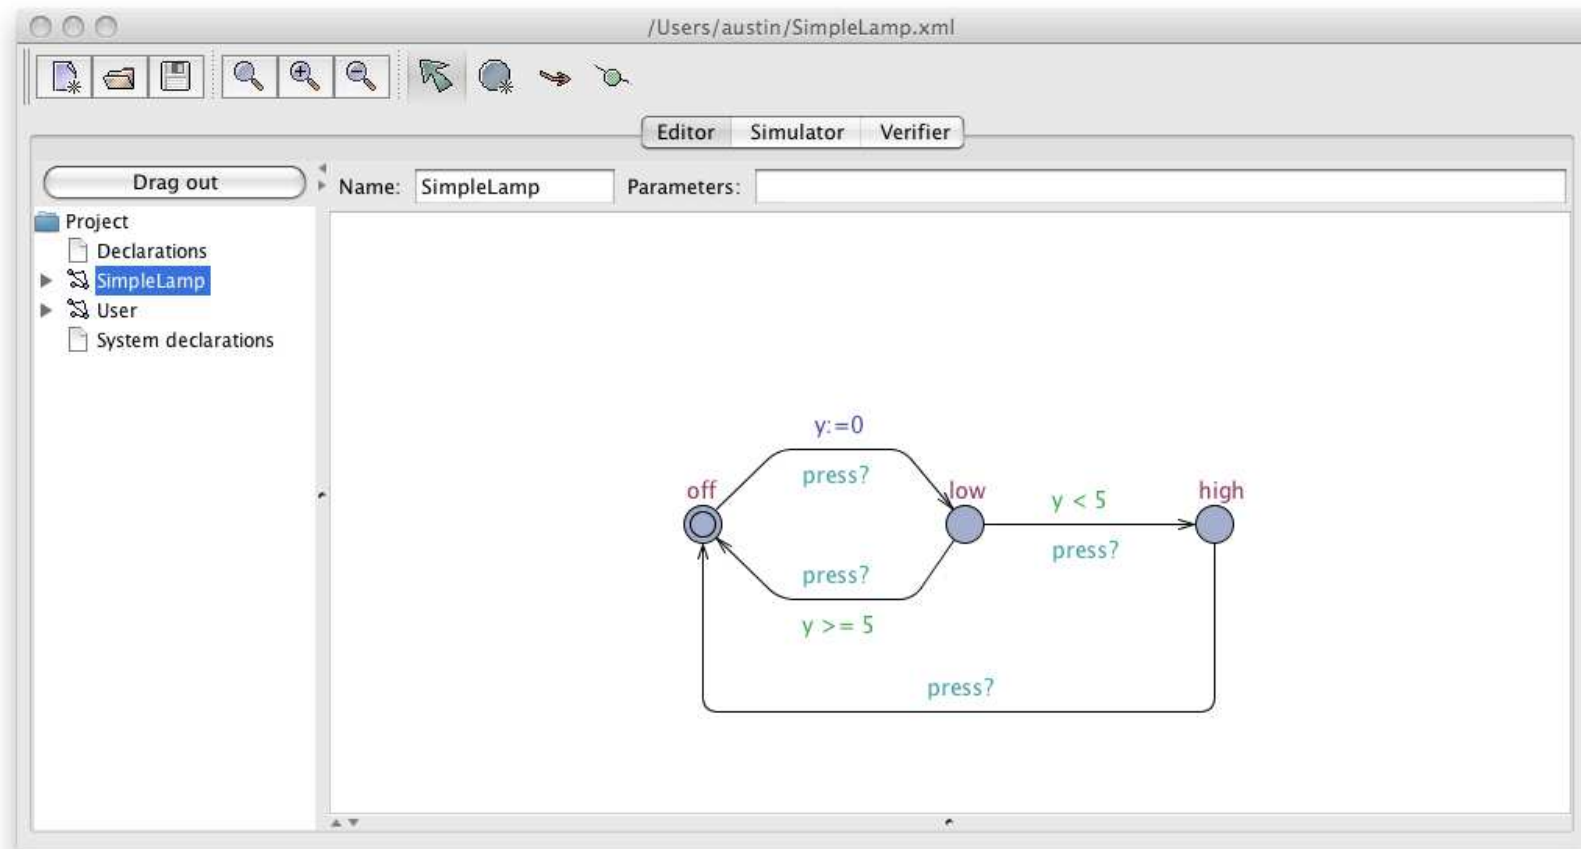 /Users/austin/SimpleLamp.xml
Editor Simulator Verifier
Drag out
Name: SimpleLamp Parameters:
Project
Declarations
SimpleLamp
User
System declarations
y:=0
press?
off
low
y < 5
high
press?
press?
y >= 5
press?